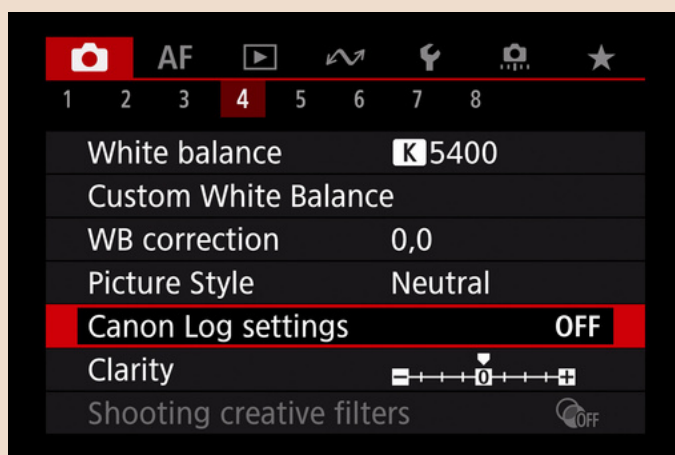 AF
1 2 3 4 5 6 7 8
White balance K 5400
Custom White Balance
WB correction 0,0
Picture Style Neutral
Canon Log settings OFF
Clarity 0
Shooting creative filters OFF